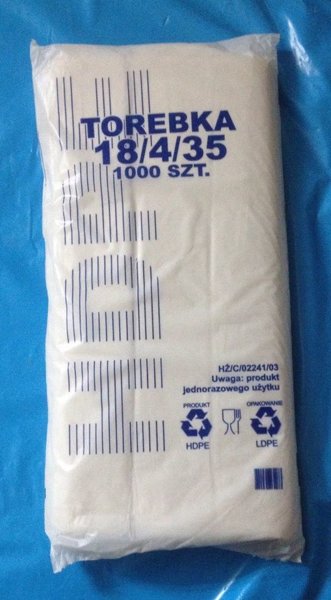 HDPE
TOREBKA
18/4/35
1000 SZT.
HŻ/C/02241/03
Uwaga: produkt
jednorazowego użytku
PRODUKT
HDPE
OPAKOWANIE
LDPE